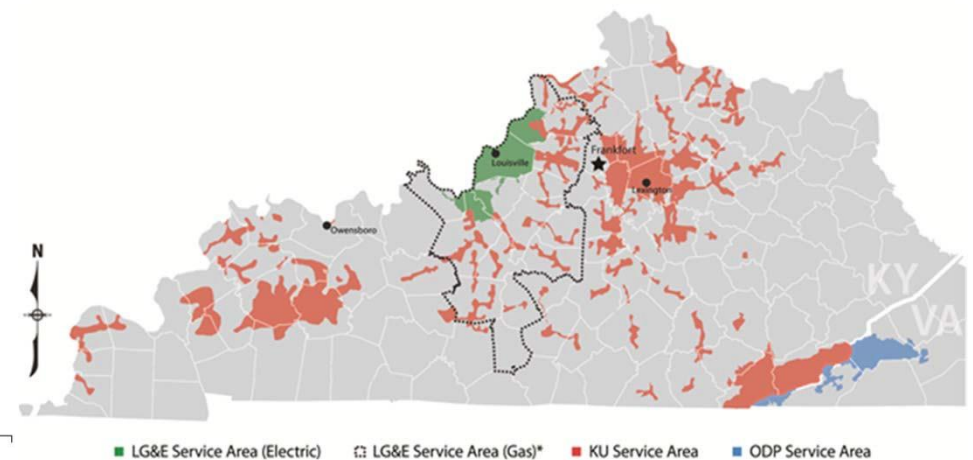 Louisville
Frankfort
Lexington
Owensboro
N
KY
VA
LG&E Service Area (Electric)
LG&E Service Area (Gas)*
KU Service Area
ODP Service Area